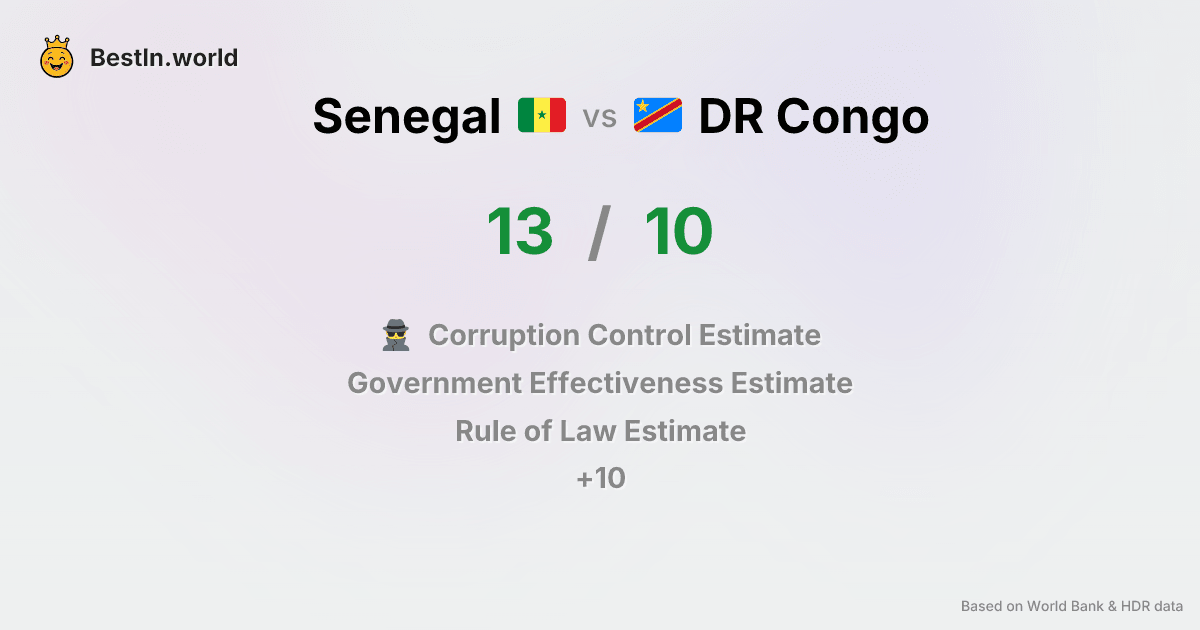 BestIn.world
Senegal vs DR Congo
13 / 10
Corruption Control Estimate
Government Effectiveness Estimate
Rule of Law Estimate
+10
Based on World Bank & HDR data